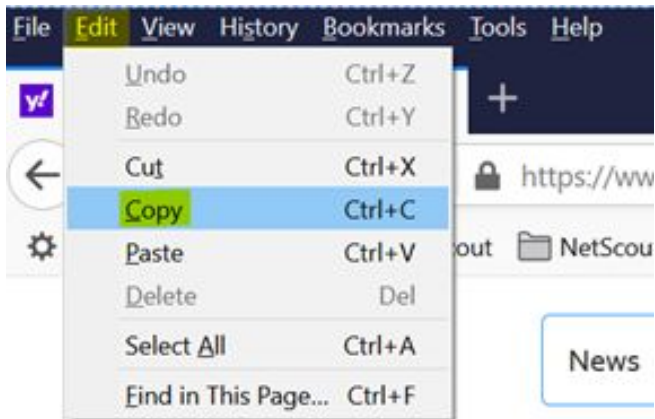 File Edit View History Bookmarks Tools Help
Undo Ctrl+Z
y!
Redo Ctrl+Y
Cut Ctrl+X
https://ww
Copy Ctrl+C
Paste Ctrl+V
out NetScou
Delete Del
Select All Ctrl+A
News
Find in This Page... Ctrl+F